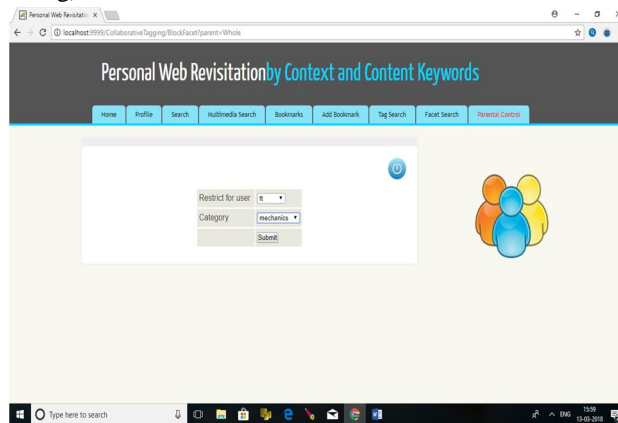 Personal Web Revisitatio
localhost:9999/CollaborativeTagging/BlockFacet?parent=Whole
Personal Web Revisitationby Context and Content Keywords
Home Profile Search Multimedia Search Bookmarks Add Bookmark Tag Search Facet Search Parental Control
Restrict for user tt
Category mechanics
Submit
Type here to search
ENG 15:59
13-03-2018